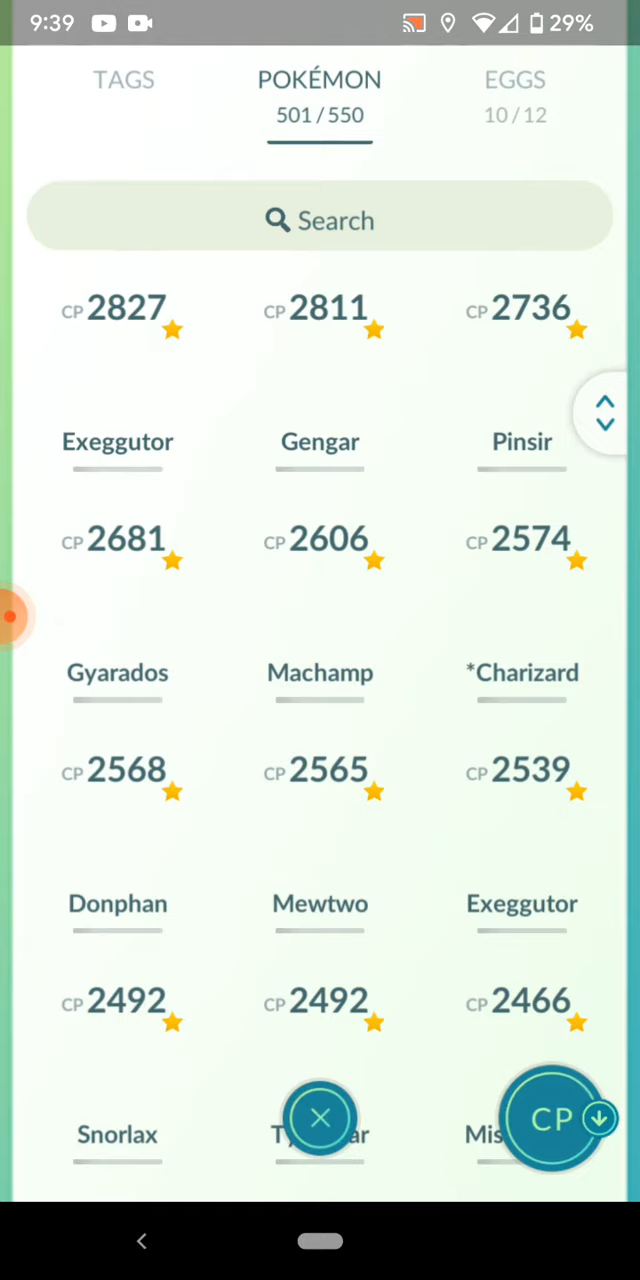 9:39 29%
TAGS POKÉMON EGGS
501 / 550 10 / 12
Search
CP 2827 CP 2811 CP 2736
Exeggutor Gengar Pinsir
CP 2681 CP 2606 CP 2574
Gyarados Machamp *Charizard
CP 2568 CP 2565 CP 2539
Donphan Mewtwo Exeggutor
CP 2492 CP 2492 CP 2466
CP
Snorlax